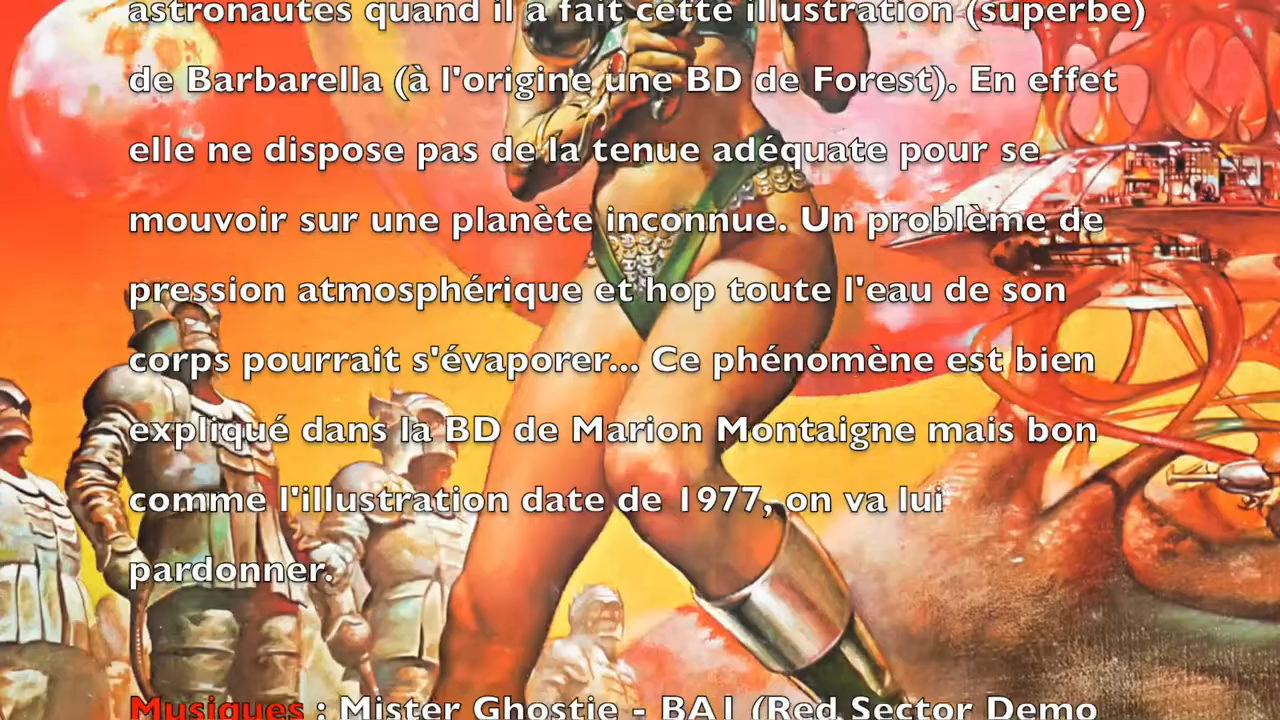 astronautes quand il a fait cette illustration (superbe)
de Barbarella (à l'origine une BD de Forest). En effet
elle ne dispose pas de la tenue adéquate pour se
mouvoir sur une planète inconnue. Un problème de
pression atmosphérique et hop toute l'eau de son
corps pourrait s'évaporer... Ce phénomène est bien
expliqué dans la BD de Marion Montaigne mais bon
comme l'illustration date de 1977, on va lui
pardonner.
Musiques : Mister Ghostie - BA1 (Red Sector Demo